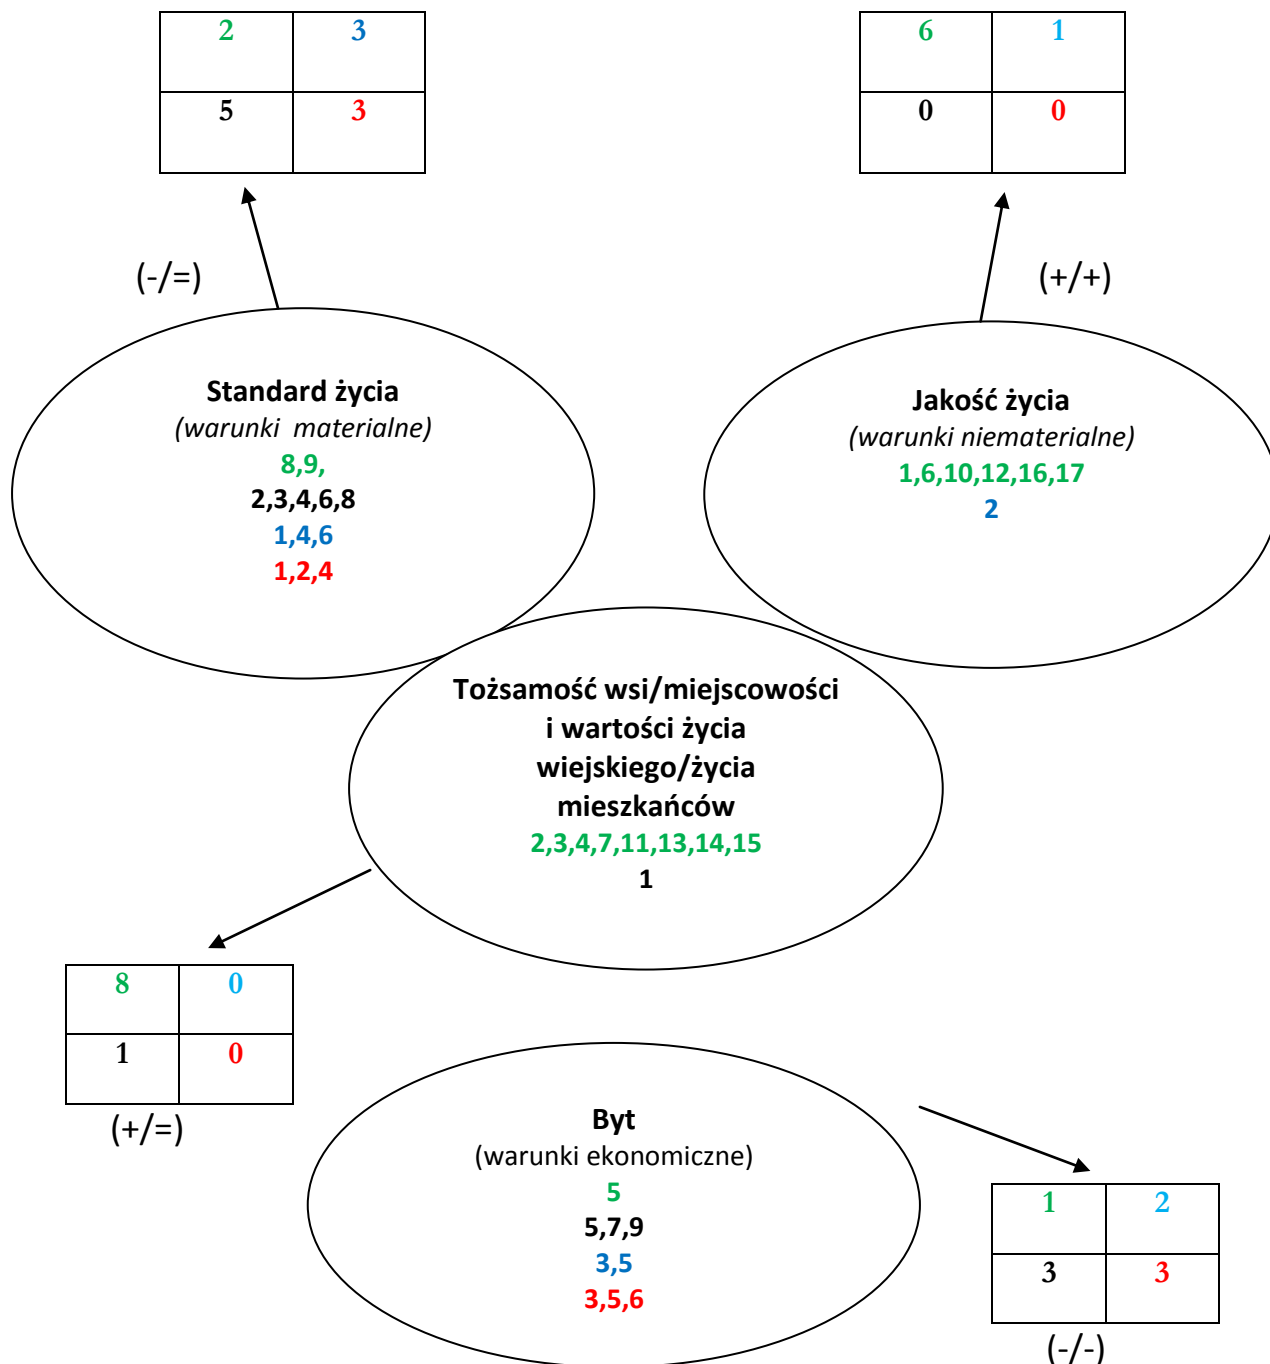 2 3
5 3
6 1
0 0
(-/=)
(+/+)
Standard życia
(warunki materialne)
8,9,
2,3,4,6,8
1,4,6
1,2,4
Jakość życia
(warunki niematerialne)
1,6,10,12,16,17
2
Tożsamość wsi/miejscowości
i wartości życia
wiejskiego/życia
mieszkańców
2,3,4,7,11,13,14,15
1
8 0
1 0
(+/=)
Byt
(warunki ekonomiczne)
5
5,7,9
3,5
3,5,6
1 2
3 3
(-/-)